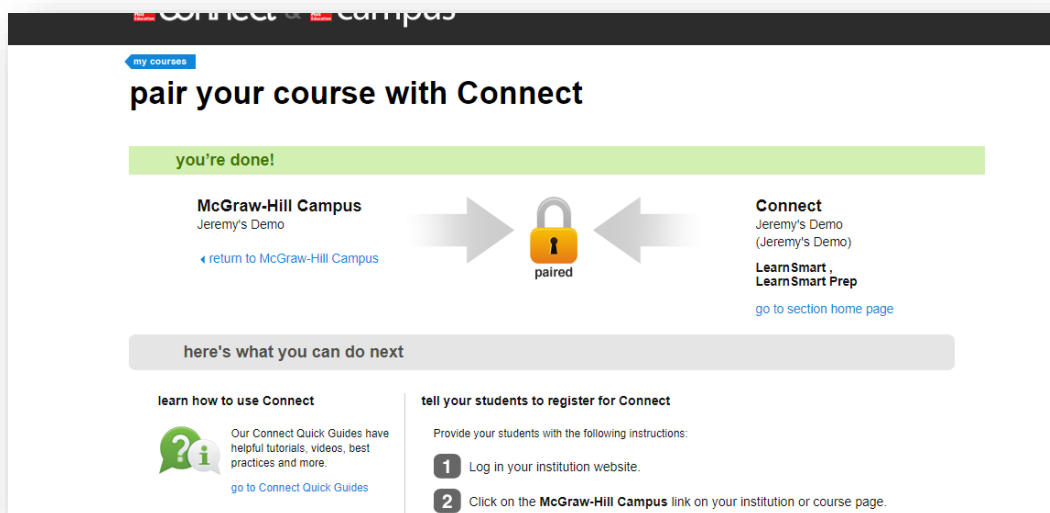 Connect & campus
my courses
pair your course with Connect
you're done!
McGraw-Hill Campus
Jeremy's Demo
return to McGraw-Hill Campus
paired
Connect
Jeremy's Demo
(Jeremy's Demo)
LearnSmart ,
LearnSmart Prep
go to section home page
here's what you can do next
learn how to use Connect
Our Connect Quick Guides have
helpful tutorials, videos, best
practices and more.
go to Connect Quick Guides
tell your students to register for Connect
Provide your students with the following instructions:
1 Log in your institution website.
2 Click on the McGraw-Hill Campus link on your institution or course page.